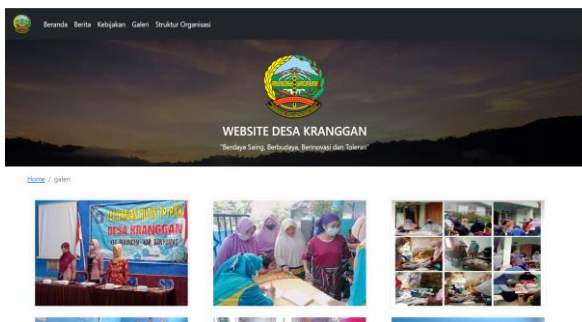 Beranda Berita Kebijakan Galeri Struktur Organisasi
WEBSITE DESA KRANGGAN
"Berdaya Saing, Berbudaya, Berinovasi dan Toleran"
Home / galeri
DESA KRANGGAN